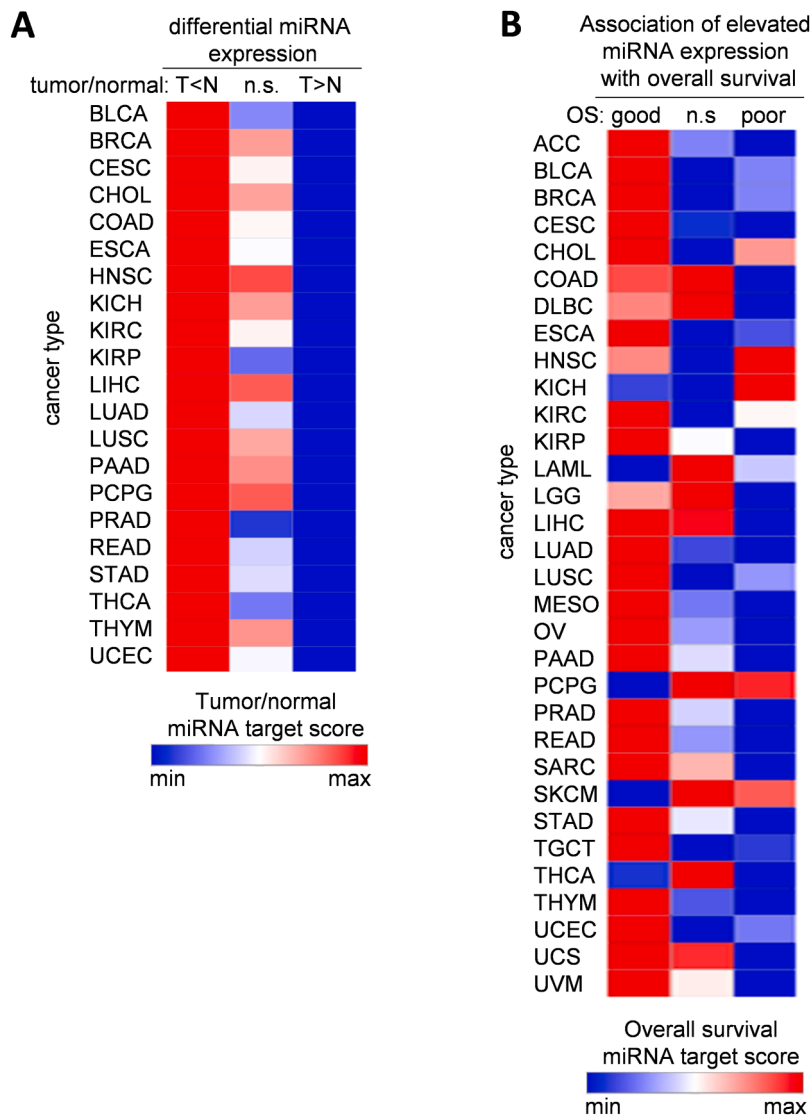 A
differential miRNA
expression
tumor/normal: T<N n.s. T>N
cancer type
BLCA
BRCA
CESC
CHOL
COAD
ESCA
HNSC
KICH
KIRC
KIRP
LIHC
LUAD
LUSC
PAAD
PCPG
PRAD
READ
STAD
THCA
THYM
UCEC
Tumor/normal
miRNA target score
min max
B
Association of elevated
miRNA expression
with overall survival
OS: good n.s poor
cancer type
ACC
BLCA
BRCA
CESC
CHOL
COAD
DLBC
ESCA
HNSC
KICH
KIRC
KIRP
LAML
LGG
LIHC
LUAD
LUSC
MESO
OV
PAAD
PCPG
PRAD
READ
SARC
SKCM
STAD
TGCT
THCA
THYM
UCEC
UCS
UVM
Overall survival
miRNA target score
min max